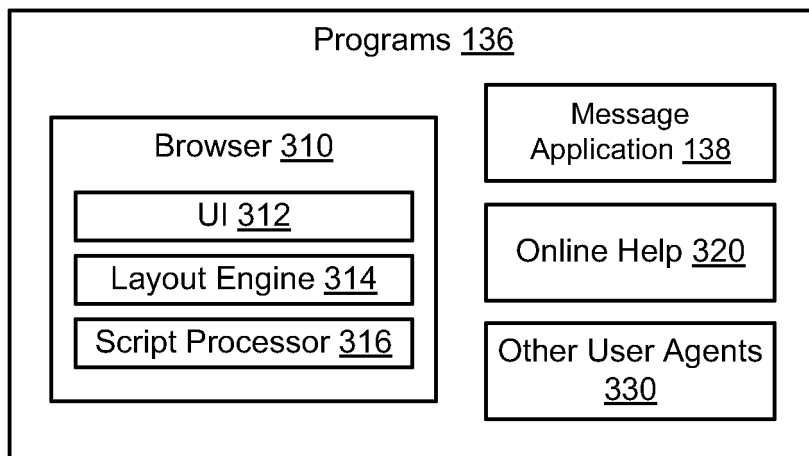 Programs 136
Browser 310
UI 312
Layout Engine 314
Script Processor 316
Message
Application 138
Online Help 320
Other User Agents
330